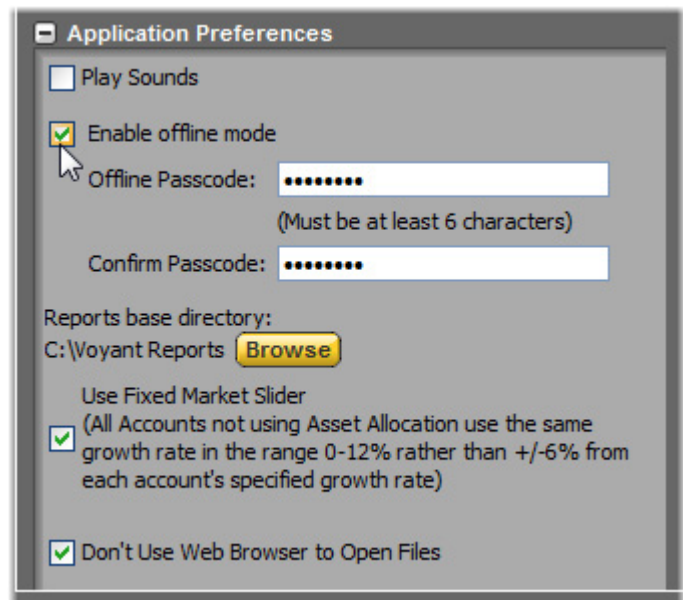 Application Preferences
Play Sounds
Enable offline mode
Offline Passcode: ••••••••
(Must be at least 6 characters)
Confirm Passcode: ••••••••
Reports base directory:
C:\Voyant Reports Browse
Use Fixed Market Slider
(All Accounts not using Asset Allocation use the same
growth rate in the range 0-12% rather than +/-6% from
each account's specified growth rate)
Don't Use Web Browser to Open Files